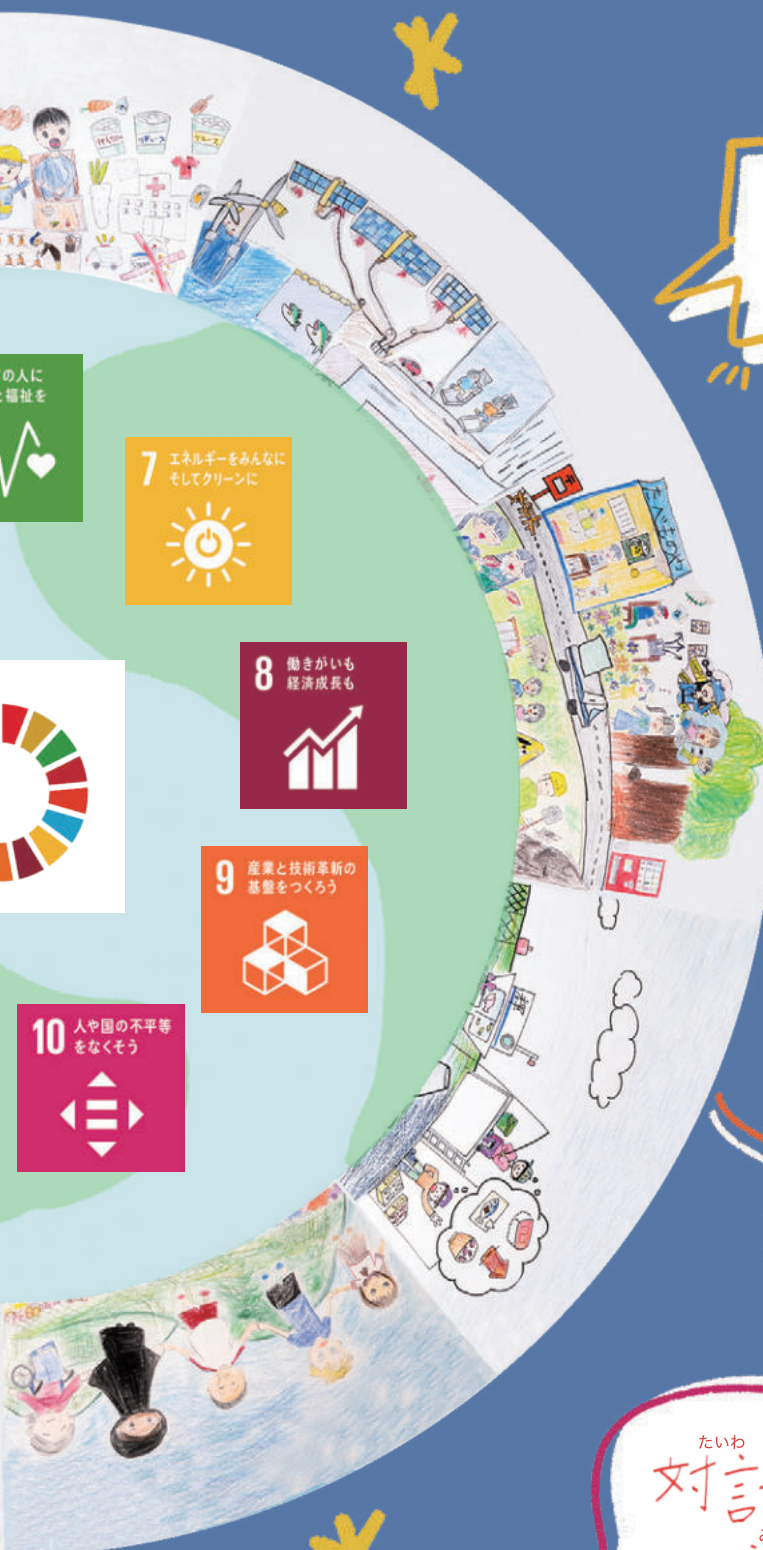 の人に
福祉を
7 エネルギーをみんなに
そしてクリーンに
8 働きがいも
経済成長も
9 産業と技術革新の
基盤をつくろう
10 人や国の不平等
をなくそう
たいわ
対話